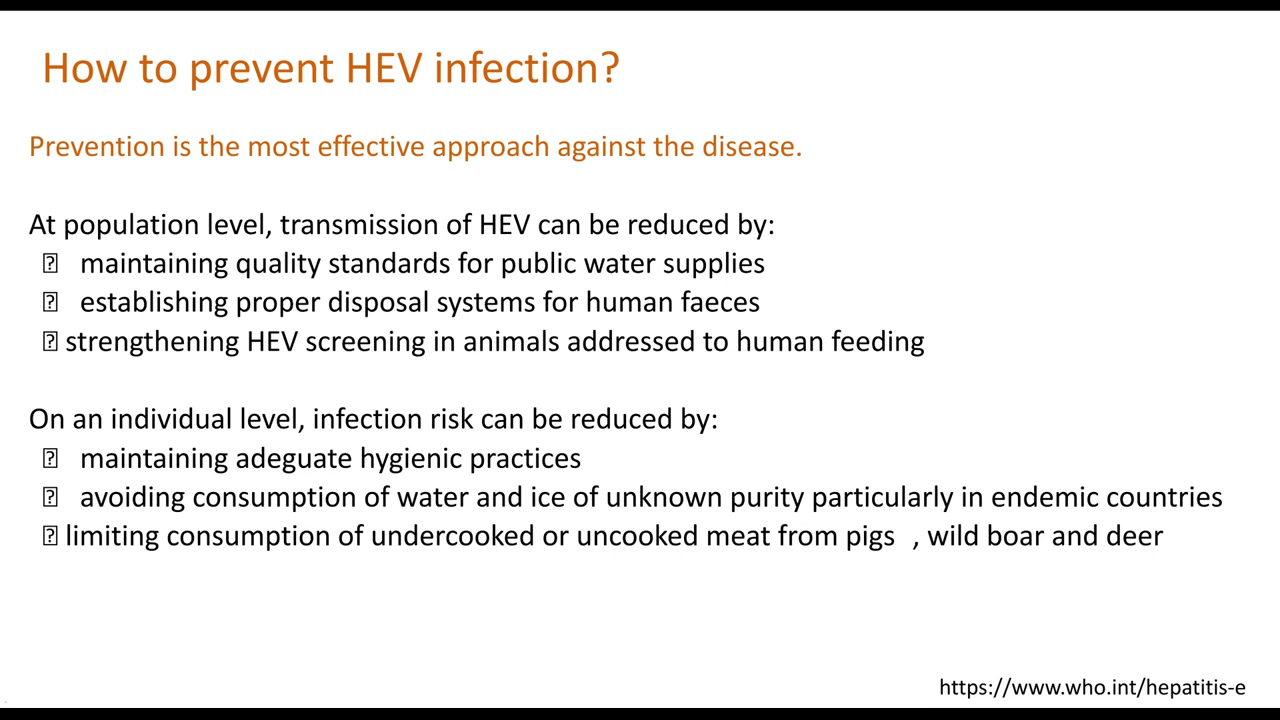 How to prevent HEV infection?
Prevention is the most effective approach against the disease.
At population level, transmission of HEV can be reduced by:
⍰ maintaining quality standards for public water supplies
⍰ establishing proper disposal systems for human faeces
⍰ strengthening HEV screening in animals addressed to human feeding
On an individual level, infection risk can be reduced by:
⍰ maintaining adeguate hygienic practices
⍰ avoiding consumption of water and ice of unknown purity particularly in endemic countries
⍰ limiting consumption of undercooked or uncooked meat from pigs , wild boar and deer
https://www.who.int/hepatitis-e